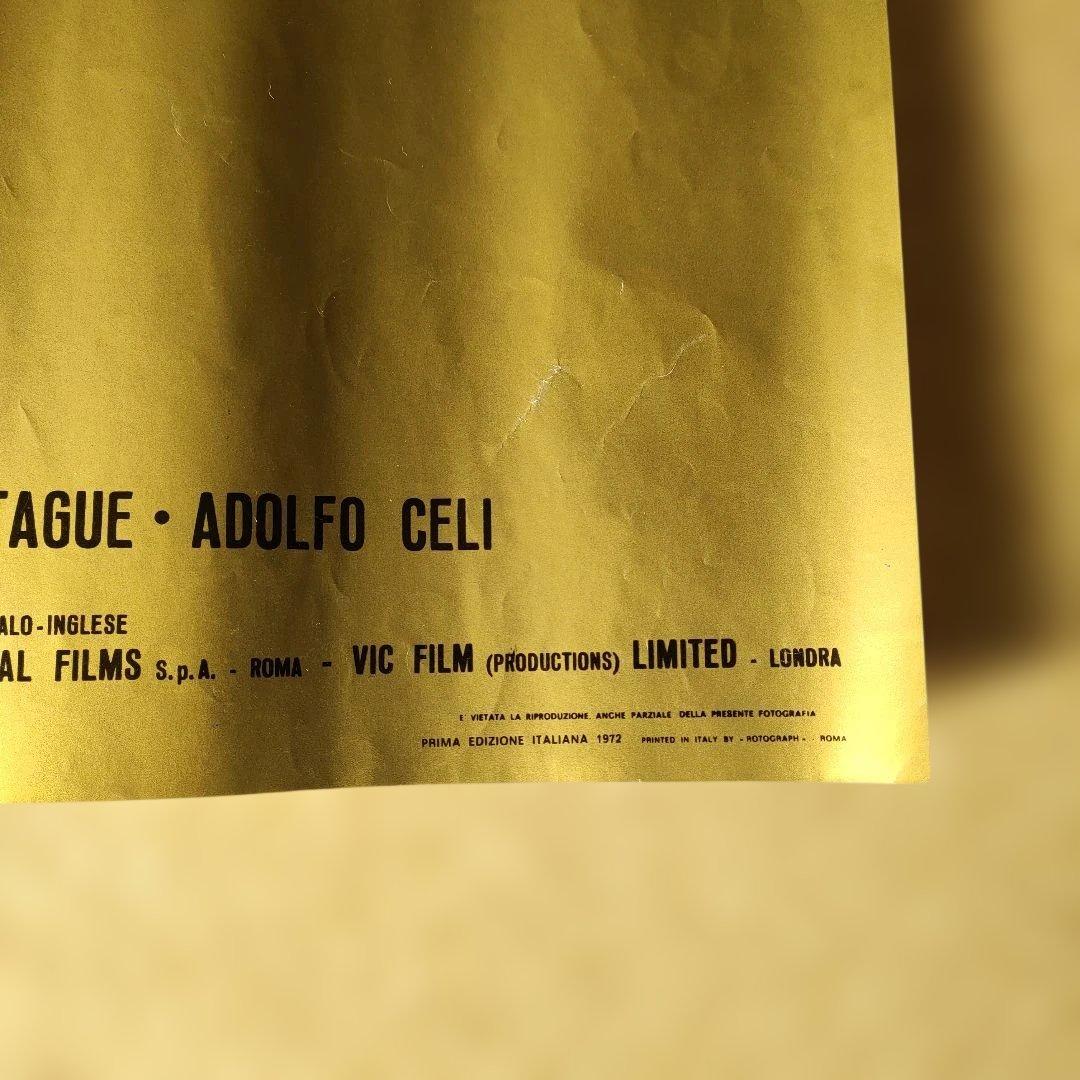 TAGUE • ADOLFO CELI
ALO-INGLESE
AL FILMS S.p.A. - ROMA - VIC FILM (PRODUCTIONS) LIMITED - LONDRA
E' VIETATA LA RIPRODUZIONE, ANCHE PARZIALE DELLA PRESENTE FOTOGRAFIA
PRIMA EDIZIONE ITALIANA 1972 PRINTED IN ITALY BY - ROTOGRAPH - - ROMA